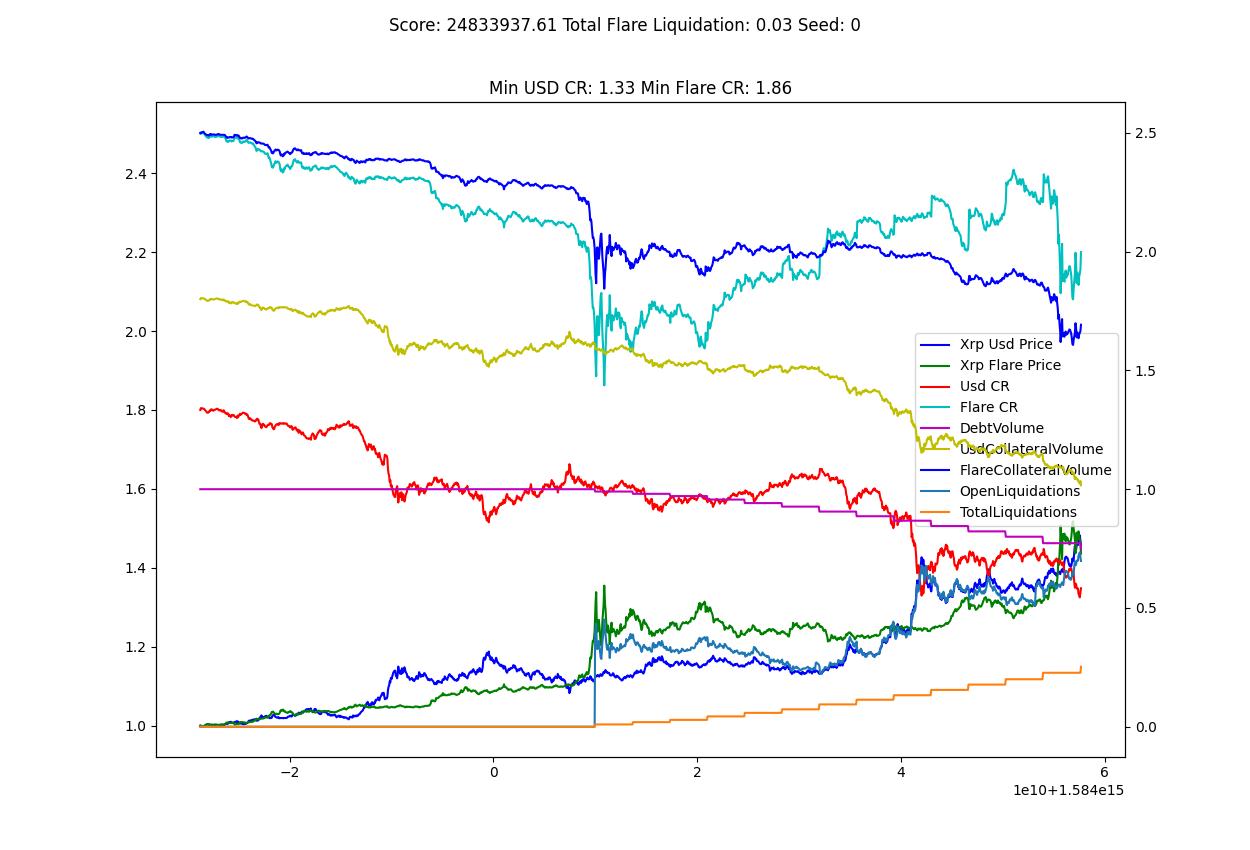 Score: 24833937.61 Total Flare Liquidation: 0.03 Seed: 0
Min USD CR: 1.33 Min Flare CR: 1.86
2.4
2.2
2.0
1.8
1.6
1.4
1.2
1.0
2.5
2.0
1.5
1.0
0.5
0.0
Xrp Usd Price
Xrp Flare Price
Usd CR
Flare CR
DebtVolume
UsdCollateralVolume
FlareCollateralVolume
OpenLiquidations
TotalLiquidations
−2
0
2
4
6
1e10+1.584e15